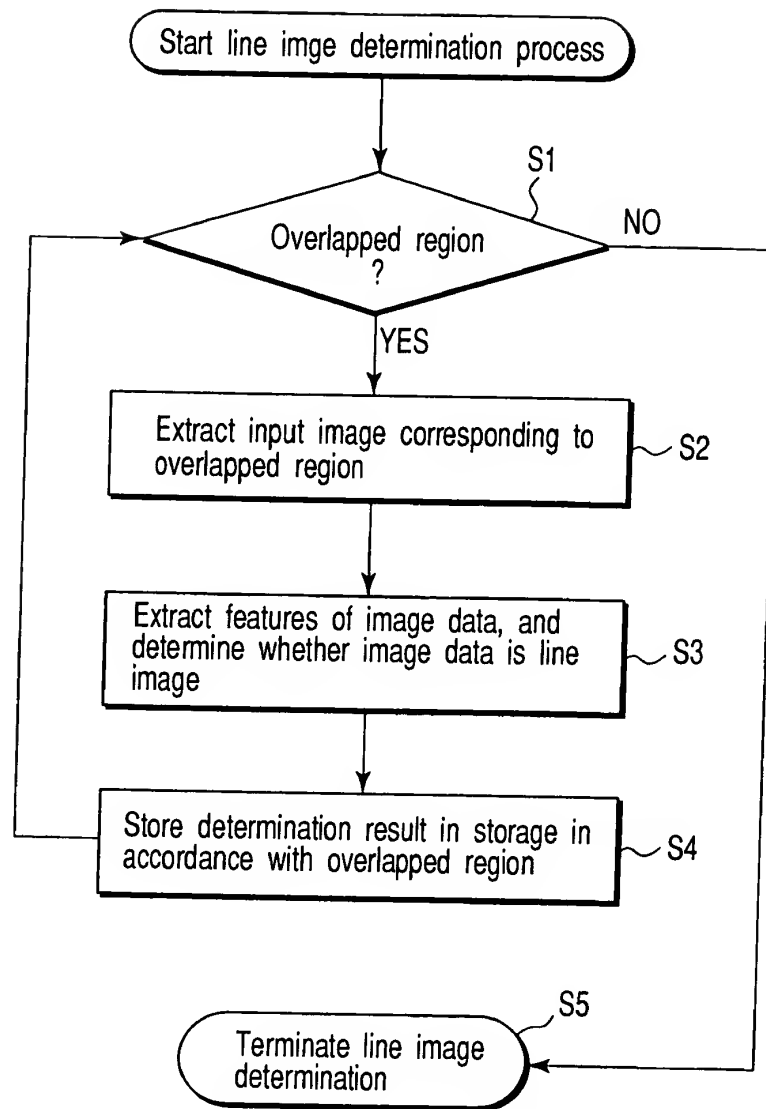 Start line imge determination process
S1
Overlapped region
?
NO
YES
Extract input image corresponding to
overlapped region
S2
Extract features of image data, and
determine whether image data is line
image
S3
Store determination result in storage in
accordance with overlapped region
S4
S5
Terminate line image
determination